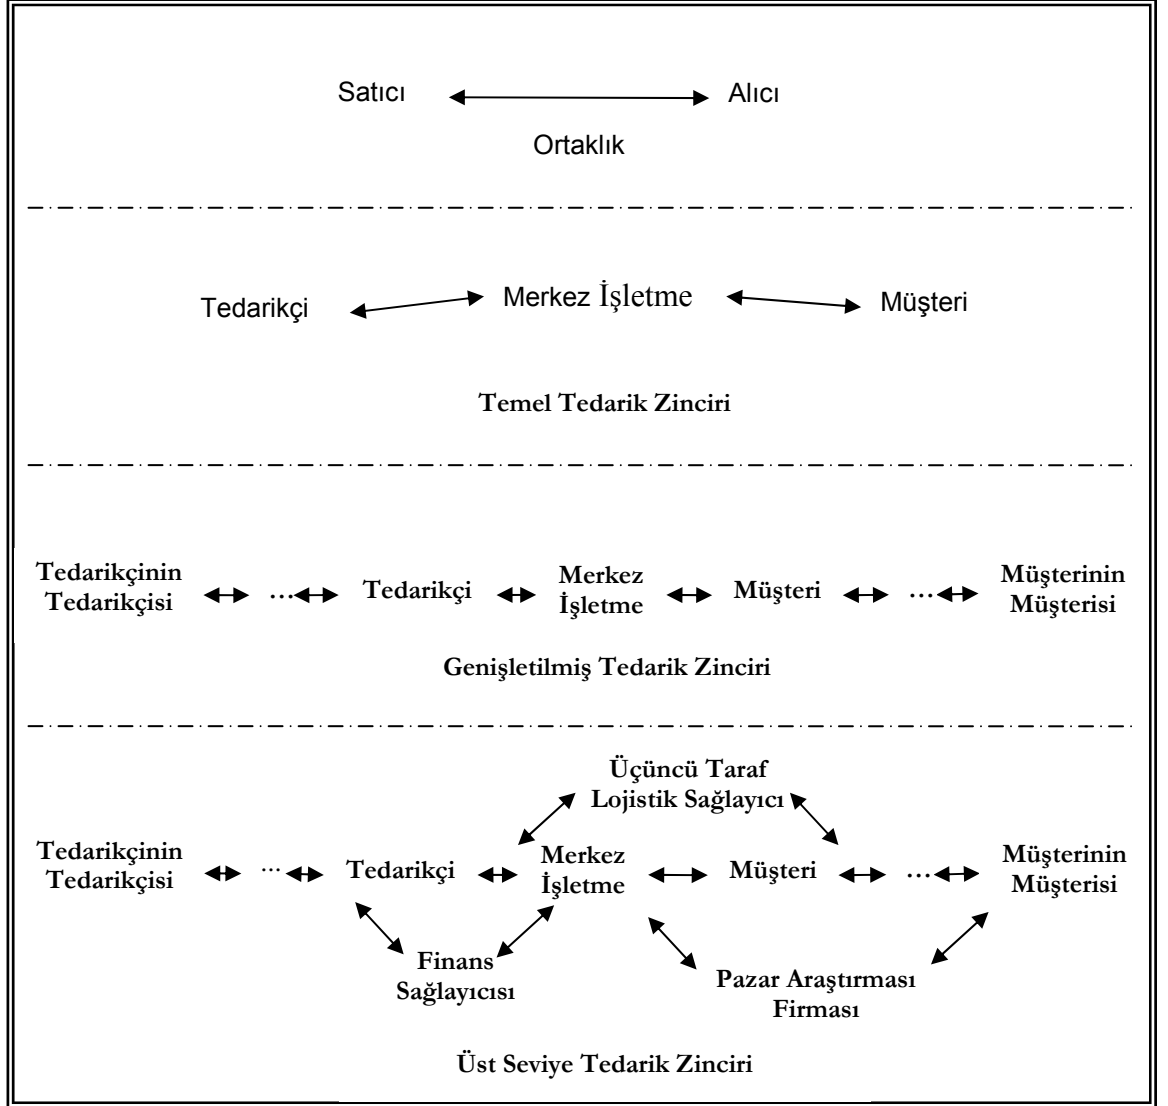 Satıcı Alıcı
Ortaklık
Tedarikçi Merkez İşletme Müşteri
Temel Tedarik Zinciri
Tedarikçinin
Tedarikçisi
...
Tedarikçi
Merkez
İşletme
Müşteri
...
Müşterinin
Müşterisi
Genişletilmiş Tedarik Zinciri
Üçüncü Taraf
Lojistik Sağlayıcı
Tedarikçinin
Tedarikçisi
...
Tedarikçi
Merkez
İşletme
Müşteri
...
Müşterinin
Müşterisi
Finans
Sağlayıcısı
Pazar Araştırması
Firması
Üst Seviye Tedarik Zinciri